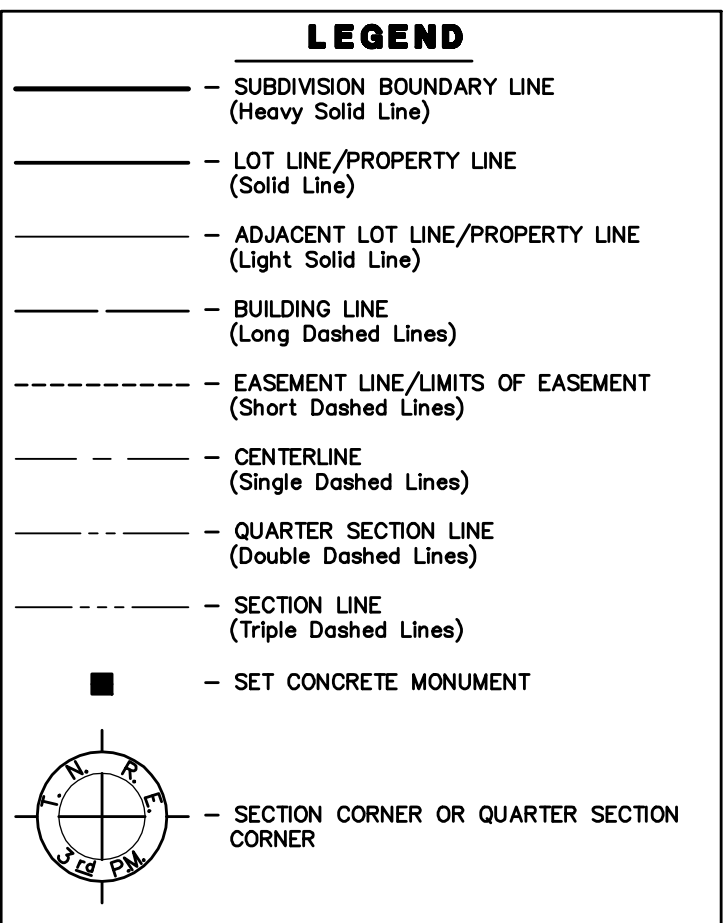 LEGEND
– SUBDIVISION BOUNDARY LINE
(Heavy Solid Line)
– LOT LINE/PROPERTY LINE
(Solid Line)
– ADJACENT LOT LINE/PROPERTY LINE
(Light Solid Line)
– BUILDING LINE
(Long Dashed Lines)
– EASEMENT LINE/LIMITS OF EASEMENT
(Short Dashed Lines)
– CENTERLINE
(Single Dashed Lines)
– QUARTER SECTION LINE
(Double Dashed Lines)
– SECTION LINE
(Triple Dashed Lines)
– SET CONCRETE MONUMENT
T. N. R. E.
3rd P.M.
– SECTION CORNER OR QUARTER SECTION
CORNER